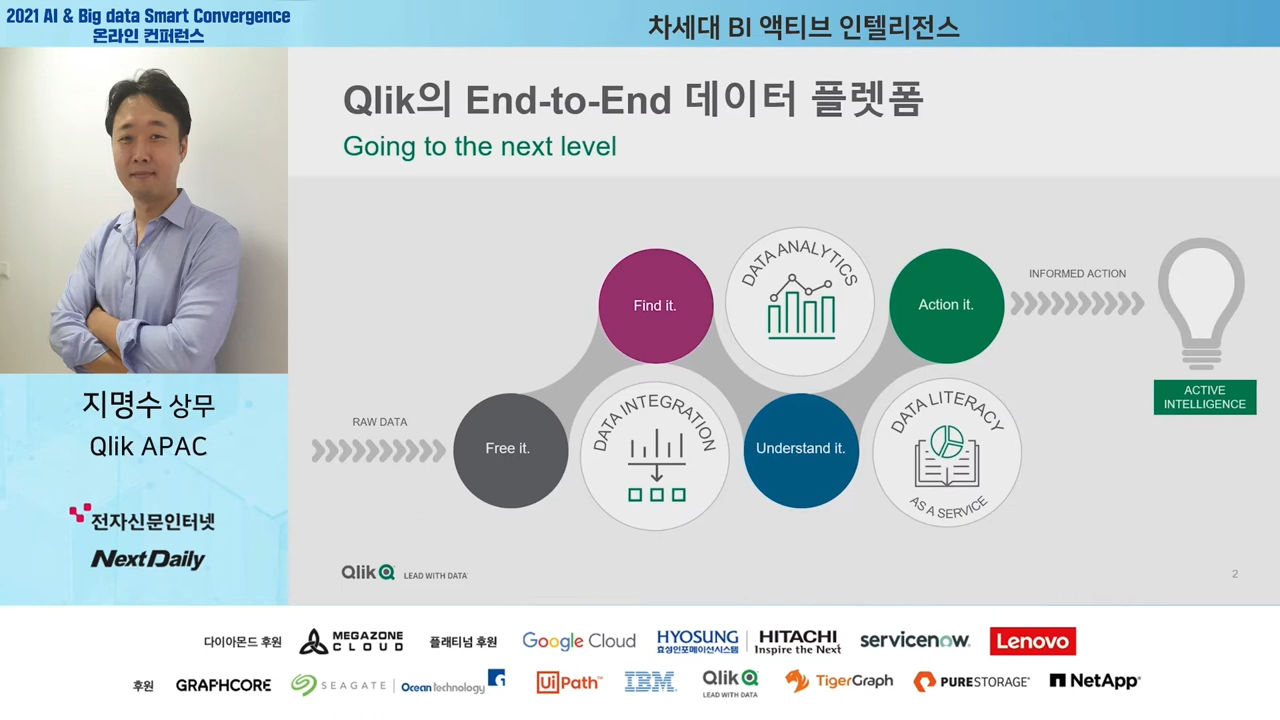 2021 AI & Big data Smart Convergence
온라인 컨퍼런스
차세대 BI 액티브 인텔리전스
Qlik의 End-to-End 데이터 플렛폼
Going to the next level
RAW DATA
Free it.
Find it.
DATA INTEGRATION
DATA ANALYTICS
Understand it.
Action it.
DATA LITERACY
AS A SERVICE
INFORMED ACTION
ACTIVE
INTELLIGENCE
Qlik LEAD WITH DATA
2
지명수 상무
Qlik APAC
전자신문인터넷
NextDaily
다이아몬드 후원 MEGAZONE CLOUD 플래티넘 후원 Google Cloud HYOSUNG 효성인포메이션시스템 HITACHI Inspire the Next servicenow Lenovo
후원 GRAPHCORE SEAGATE Ocean Technology UiPath IBM Qlik LEAD WITH DATA TigerGraph PURESTORAGE NetApp